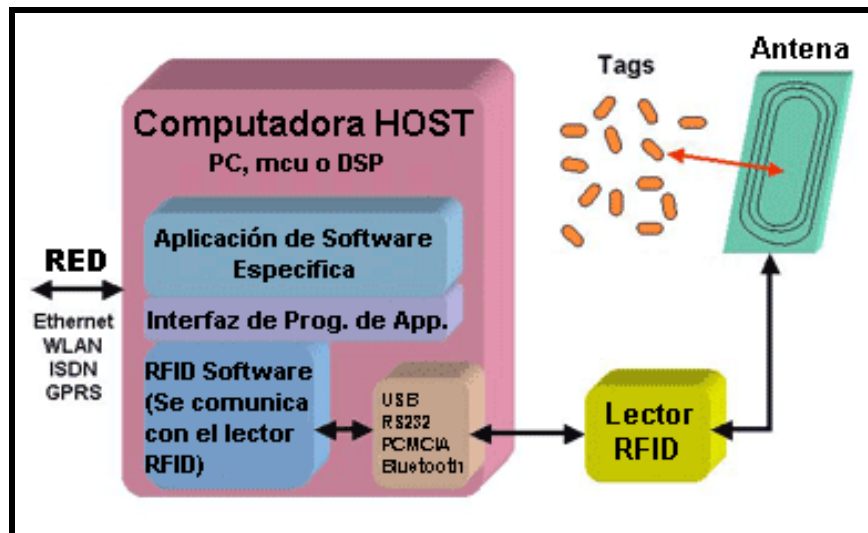 Computadora HOST
PC, mcu o DSP
Aplicación de Software
Especifica
Interfaz de Prog. de App.
RFID Software
(Se comunica
con el lector
RFID)
USB
RS232
PCMCIA
Bluetooth
RED
Ethernet
WLAN
ISDN
GPRS
Tags
Antena
Lector
RFID